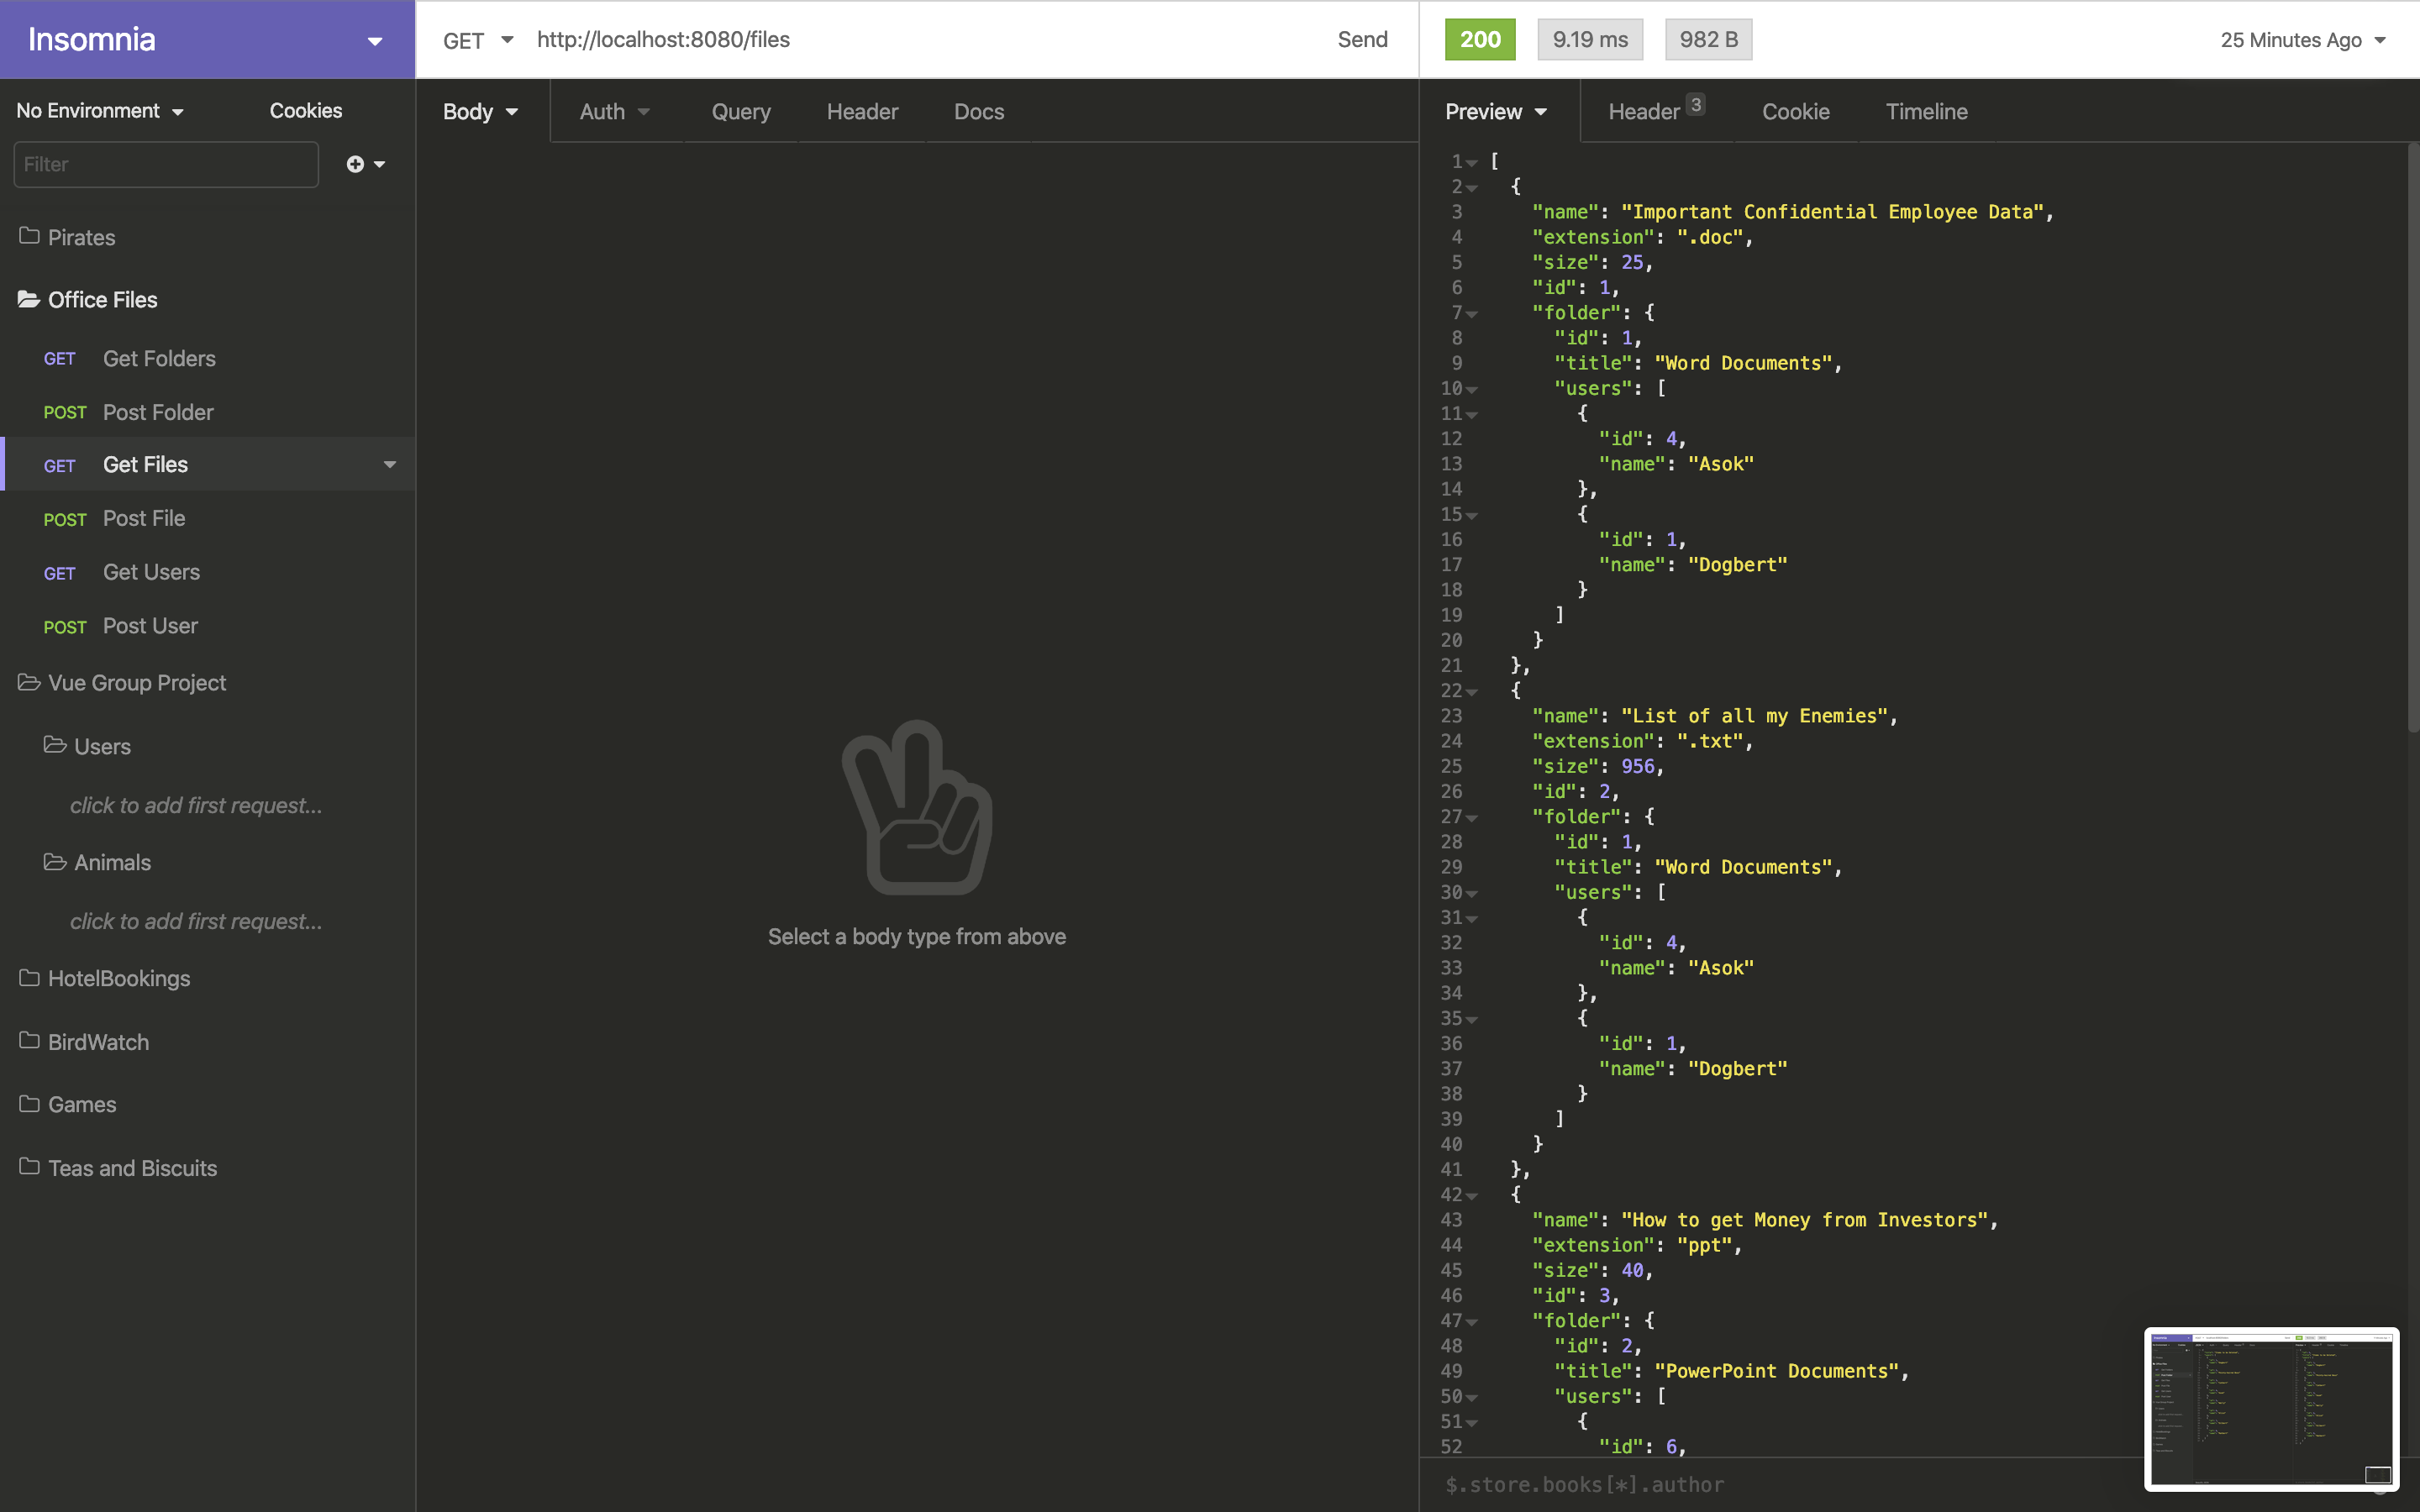 Insomnia
GET http://localhost:8080/files Send
200 9.19 ms 982 B 25 Minutes Ago
No Environment Cookies
Filter
Pirates
Office Files
GET Get Folders
POST Post Folder
GET Get Files
POST Post File
GET Get Users
POST Post User
Vue Group Project
Users
click to add first request...
Animals
click to add first request...
HotelBookings
BirdWatch
Games
Teas and Biscuits
Body Auth Query Header Docs
Select a body type from above
Preview Header 3 Cookie Timeline
1 [
2 {
3 "name": "Important Confidential Employee Data",
4 "extension": ".doc",
5 "size": 25,
6 "id": 1,
7 "folder": {
8 "id": 1,
9 "title": "Word Documents",
10 "users": [
11 {
12 "id": 4,
13 "name": "Asok"
14 },
15 {
16 "id": 1,
17 "name": "Dogbert"
18 }
19 ]
20 }
21 },
22 {
23 "name": "List of all my Enemies",
24 "extension": ".txt",
25 "size": 956,
26 "id": 2,
27 "folder": {
28 "id": 1,
29 "title": "Word Documents",
30 "users": [
31 {
32 "id": 4,
33 "name": "Asok"
34 },
35 {
36 "id": 1,
37 "name": "Dogbert"
38 }
39 ]
40 }
41 },
42 {
43 "name": "How to get Money from Investors",
44 "extension": "ppt",
45 "size": 40,
46 "id": 3,
47 "folder": {
48 "id": 2,
49 "title": "PowerPoint Documents",
50 "users": [
51 {
52 "id": 6,
$.store.books[*].author